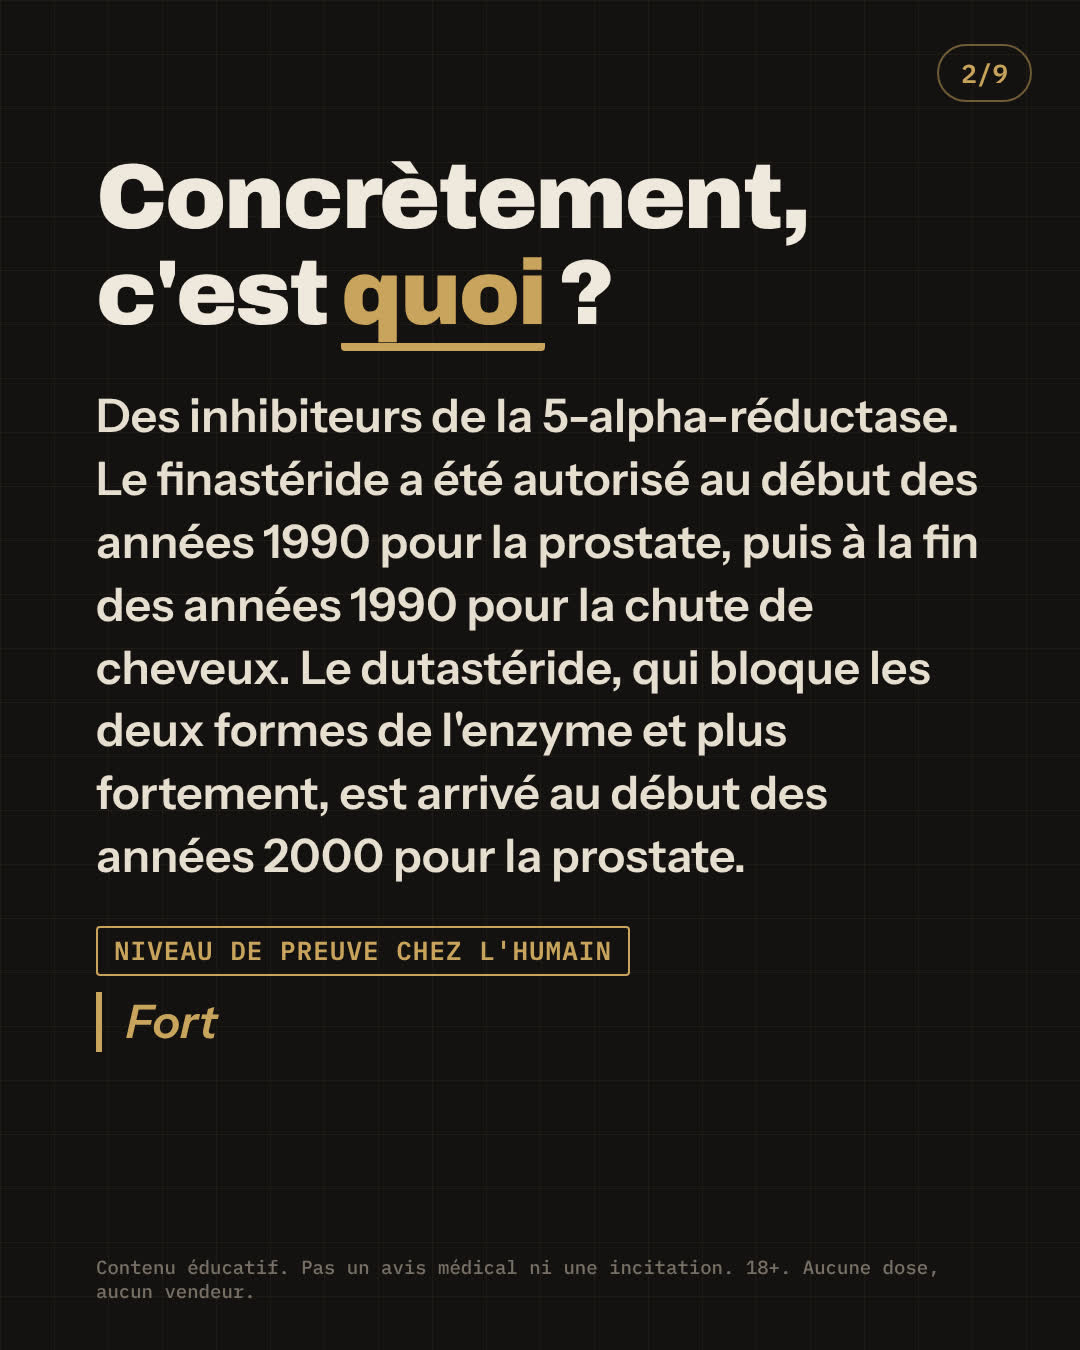 2/9
Concrètement,
c'est quoi ?
Des inhibiteurs de la 5-alpha-réductase.
Le finastéride a été autorisé au début des
années 1990 pour la prostate, puis à la fin
des années 1990 pour la chute de
cheveux. Le dutastéride, qui bloque les
deux formes de l'enzyme et plus
fortement, est arrivé au début des
années 2000 pour la prostate.
NIVEAU DE PREUVE CHEZ L'HUMAIN
Fort
Contenu éducatif. Pas un avis médical ni une incitation. 18+. Aucune dose,
aucun vendeur.